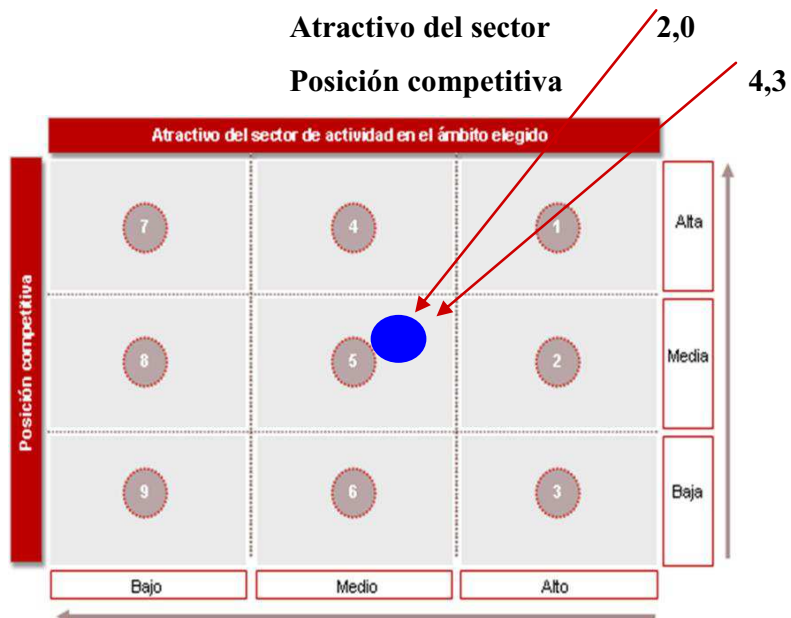 Atractivo del sector 2,0
Posición competitiva 4,3
Atractivo del sector de actividad en el ámbito elegido
Posición competitiva
7 4 1 Alta
8 5 2 Media
9 6 3 Baja
Bajo Medio Alto